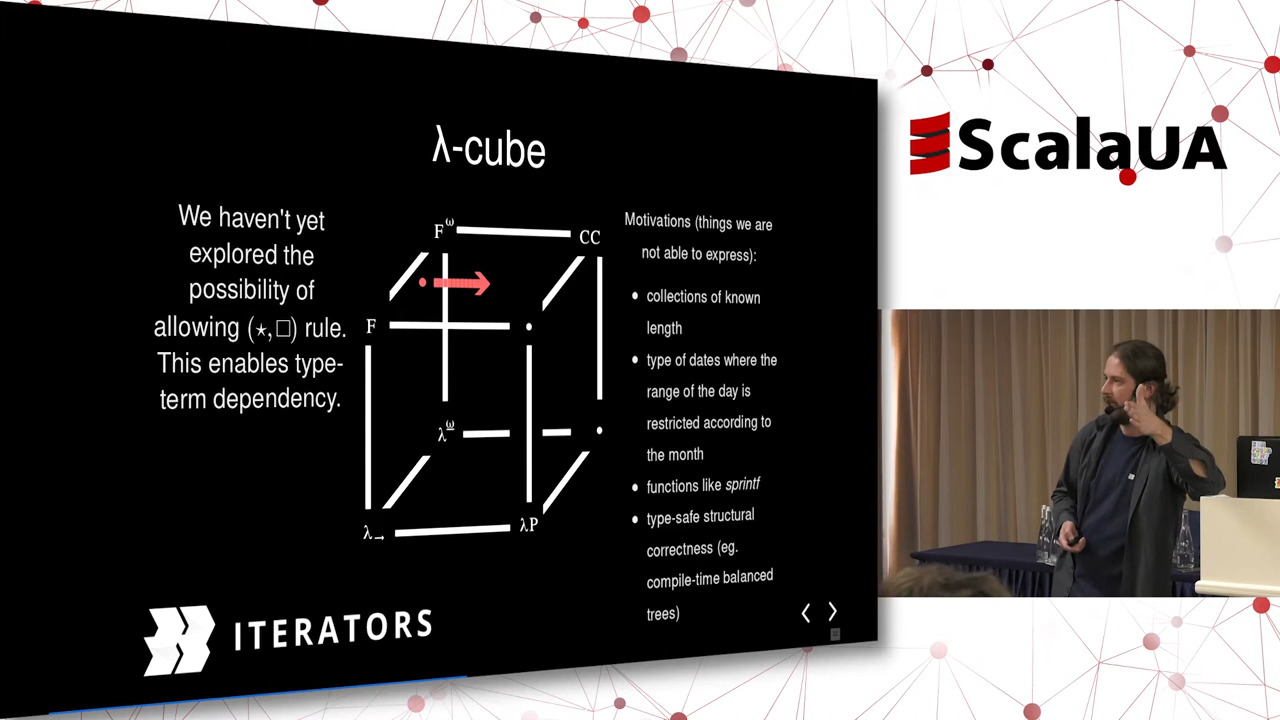 λ-cube
We haven't yet
explored the
possibility of
allowing (⋆,□) rule.
This enables type-
term dependency.
Fω
CC
F
λω
λ→
λP
Motivations (things we are
not able to express):
• collections of known
length
• type of dates where the
range of the day is
restricted according to
the month
• functions like sprintf
• type-safe structural
correctness (eg.
compile-time balanced
trees)
ITERATORS
ScalaUA